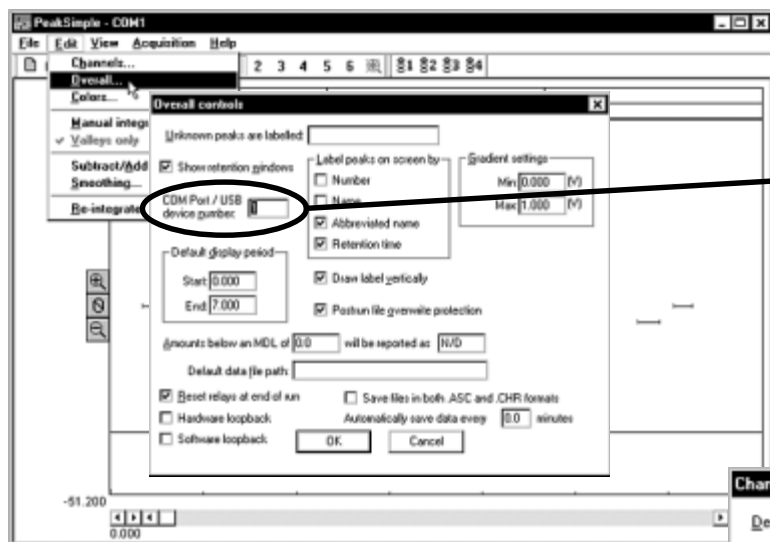 PeakSimple - COM1
File Edit View Acquisition Help
2 3 4 5 6 81 82 83 84
Channels...
Overall...
Colors...
Manual integ
Valleys only
Subtract/Add
Smoothing...
Re-integrate
Overall controls
Unknown peaks are labelled:
Show retention windows
COM Port / USB
device number:
Label peaks on screen by
Number
Name
Abbreviated name
Retention time
Gradient settings
Min: 0.000 (V)
Max: 1.000 (V)
Default display period
Start: 0.000
End: 7.000
Draw label vertically
Postrun file overwrite protection
Amounts below an MDL of 0.0 will be reported as N/D
Default data file path:
Reset relays at end of run
Save files in both .ASC and .CHR formats
Hardware loopback
Automatically save data every 0.0 minutes
Software loopback
OK
Cancel
-51.200
0.000
Chan
De